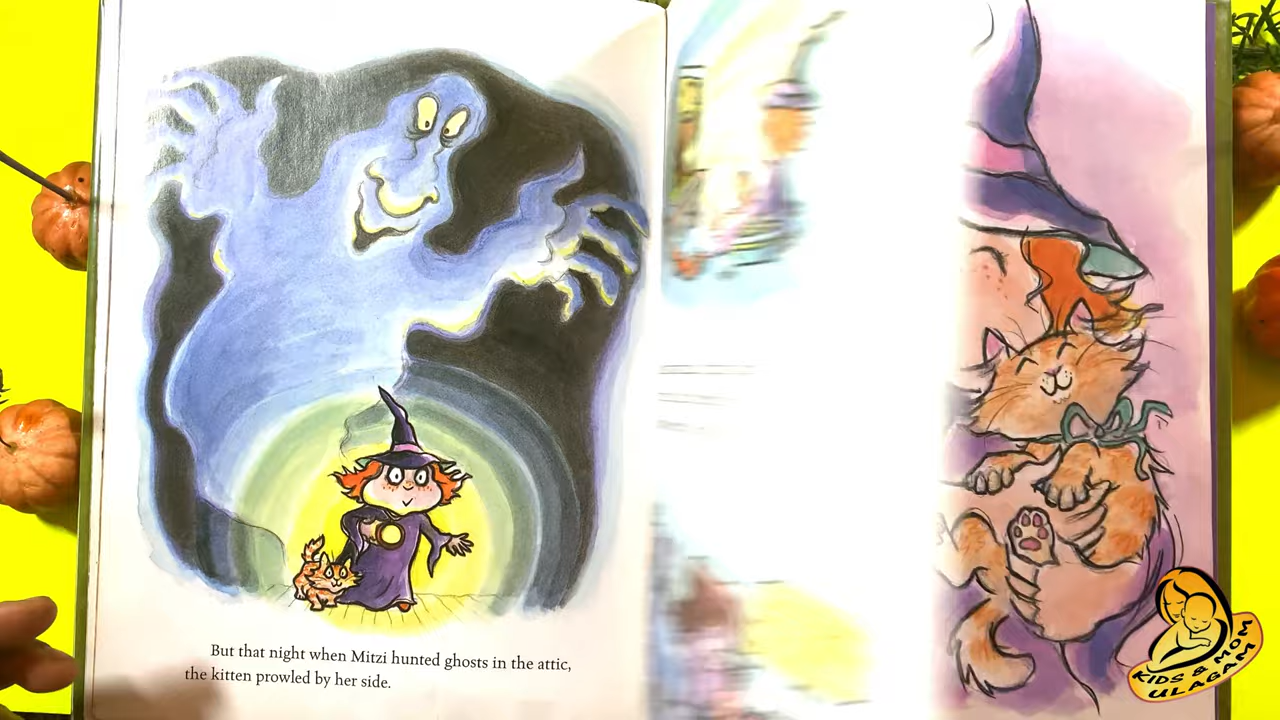 But that night when Mitzi hunted ghosts in the attic,
the kitten prowled by her side.
KIDS & MOM
ULAGAM